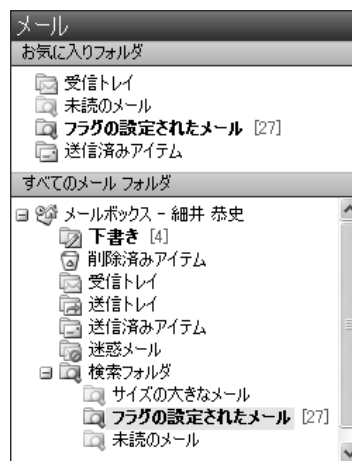 メール
お気に入りフォルダ
受信トレイ
未読のメール
フラグの設定されたメール [27]
送信済みアイテム
すべてのメール フォルダ
メールボックス - 細井 恭史
下書き [4]
削除済みアイテム
受信トレイ
送信トレイ
送信済みアイテム
迷惑メール
検索フォルダ
サイズの大きなメール
フラグの設定されたメール [27]
未読のメール